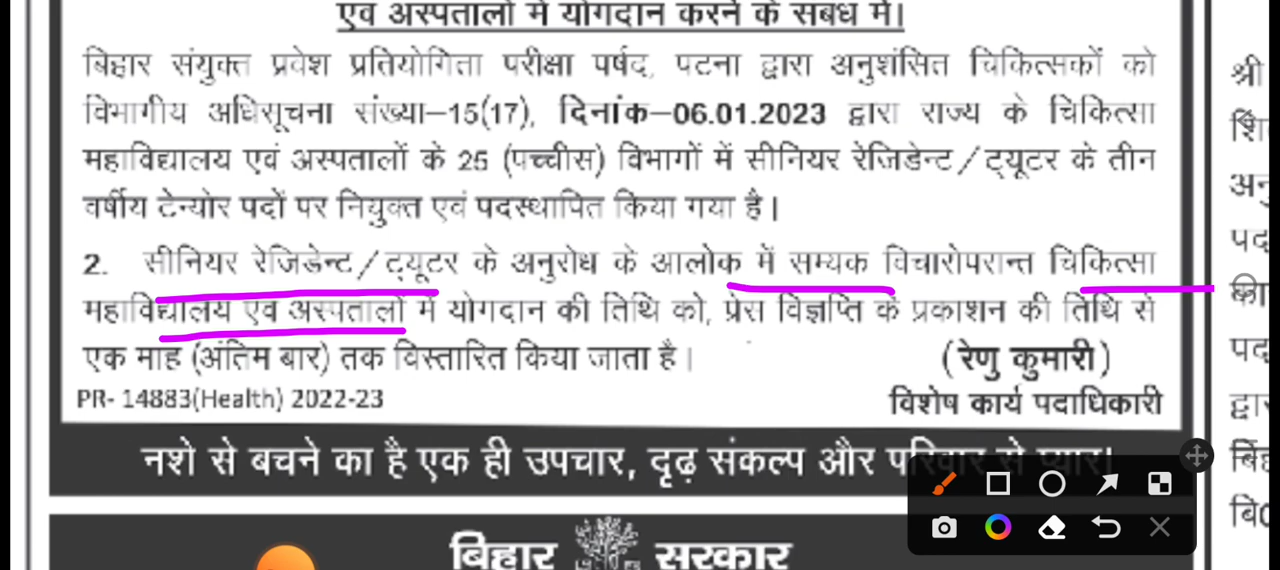 एवं अस्पतालों में योगदान करने के संबंध में।
बिहार संयुक्त प्रवेश प्रतियोगिता परीक्षा पर्षद, पटना द्वारा अनुशंसित चिकित्सकों को
विभागीय अधिसूचना संख्या–15(17), दिनांक–06.01.2023 द्वारा राज्य के चिकित्सा
महाविद्यालय एवं अस्पतालों के 25 (पच्चीस) विभागों में सीनियर रेजिडेन्ट/ट्यूटर के तीन
वर्षीय टेन्योर पदों पर नियुक्त एवं पदस्थापित किया गया है।
2. सीनियर रेजिडेन्ट/ट्यूटर के अनुरोध के आलोक में सम्यक विचारोपरान्त चिकित्सा
महाविद्यालय एवं अस्पतालों में योगदान की तिथि को, प्रेस विज्ञप्ति के प्रकाशन की तिथि से
एक माह (अंतिम बार) तक विस्तारित किया जाता है।
(रेणु कुमारी)
PR- 14883(Health) 2022-23
विशेष कार्य पदाधिकारी
नशे से बचने का है एक ही उपचार, दृढ़ संकल्प और परिवार से प्यार।
बिहार सरकार
श्री
पद
द्वा